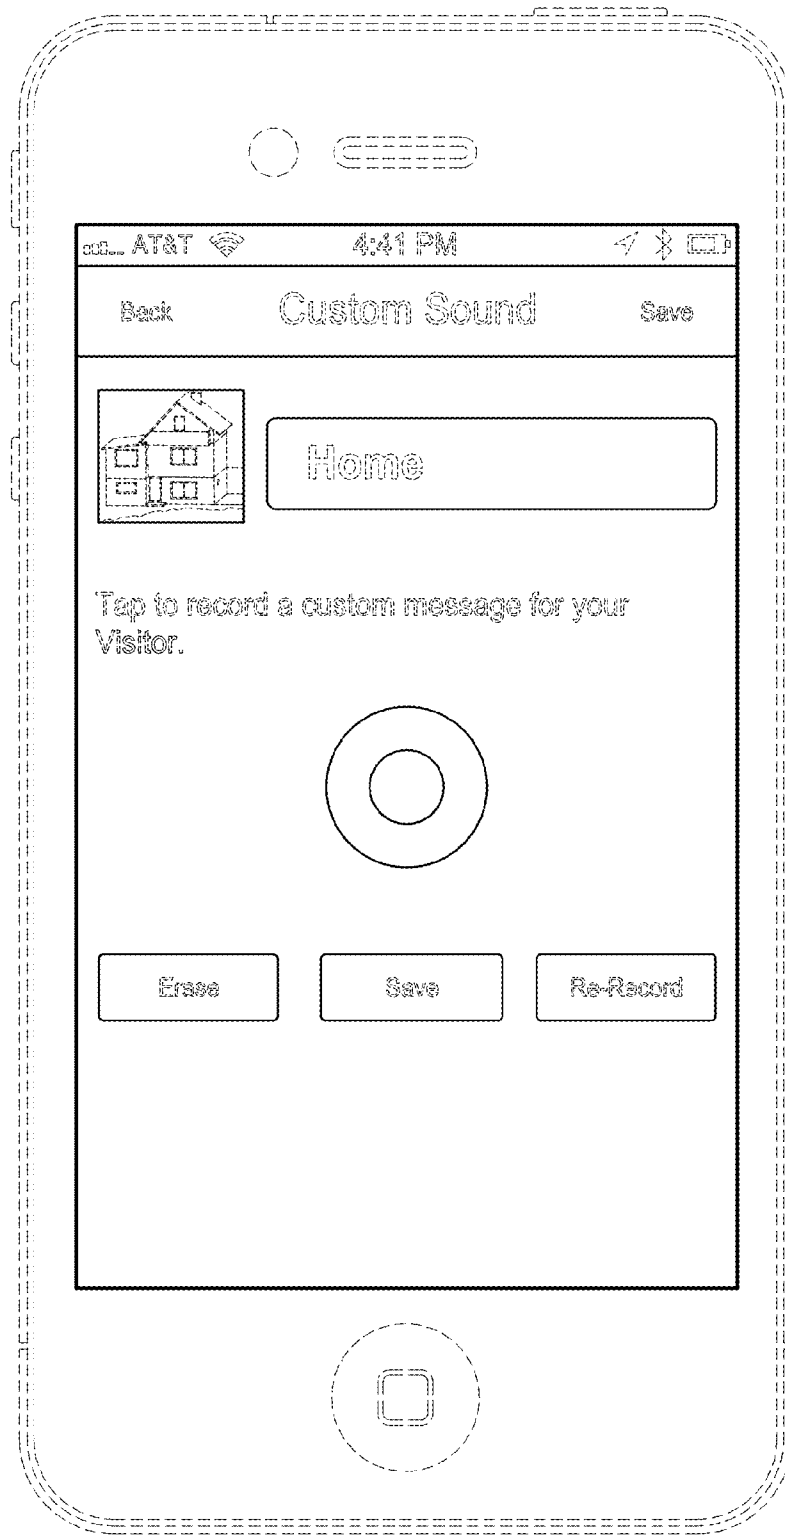 AT&T 4:41 PM
Back Custom Sound Save
Home
Tap to record a custom message for your
Visitor.
Erase Save Re-Record